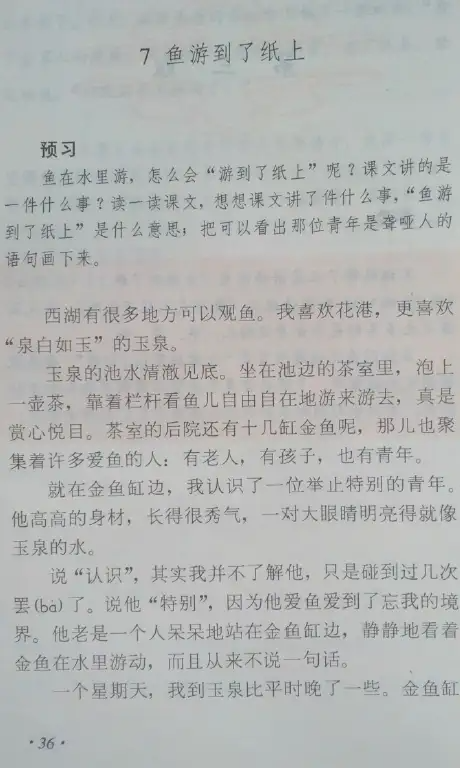 7 鱼游到了纸上
预习
鱼在水里游，怎么会“游到了纸上”呢？课文讲的是
一件什么事？读一读课文，想想课文讲了件什么事，“鱼游
到了纸上”是什么意思；把可以看出那位青年是聋哑人的
语句画下来。
西湖有很多地方可以观鱼。我喜欢花港，更喜欢
“泉白如玉”的玉泉。
玉泉的池水清澈见底。坐在池边的茶室里，泡上
一壶茶，靠着栏杆看鱼儿自由自在地游来游去，真是
赏心悦目。茶室的后院还有十几缸金鱼呢，那儿也聚
集着许多爱鱼的人：有老人，有孩子，也有青年。
就在金鱼缸边，我认识了一位举止特别的青年。
他高高的身材，长得很秀气，一对大眼睛明亮得就像
玉泉的水。
说“认识”，其实我并不了解他，只是碰到过几次
罢(bà)了。说他“特别”，因为他爱鱼爱到了忘我的境
界。他老是一个人呆呆地站在金鱼缸边，静静地看着
金鱼在水里游动，而且从来不说一句话。
一个星期天，我到玉泉比平时晚了一些。金鱼缸
·36·